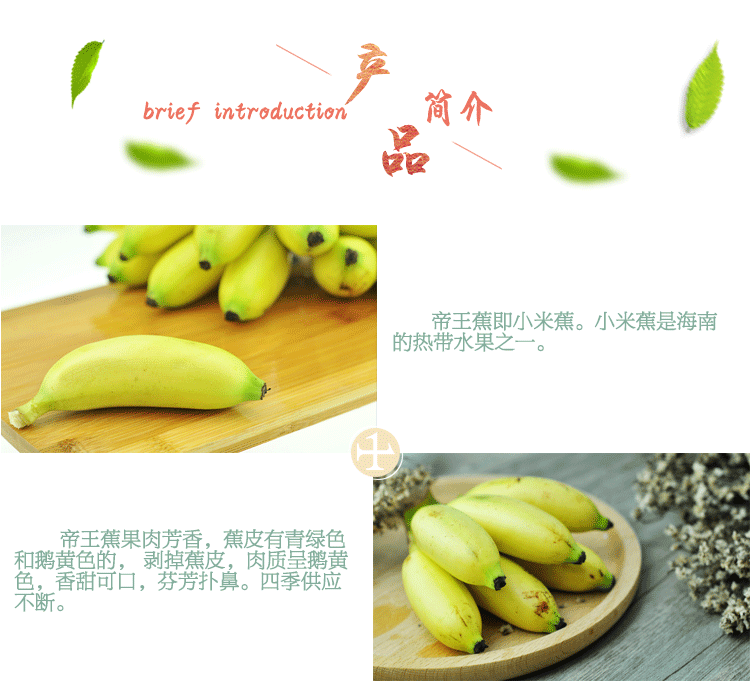 产
brief introduction 简介
品
帝王蕉即小米蕉。小米蕉是海南
的热带水果之一。
帝王蕉果肉芳香，蕉皮有青绿色
和鹅黄色的， 剥掉蕉皮，肉质呈鹅黄
色，香甜可口，芬芳扑鼻。四季供应
不断。